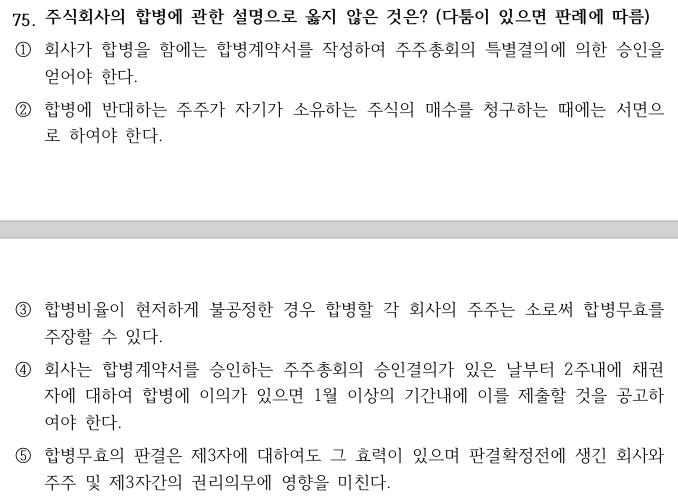 75. 주식회사의 합병에 관한 설명으로 옳지 않은 것은? (다툼이 있으면 판례에 따름)
① 회사가 합병을 함에는 합병계약서를 작성하여 주주총회의 특별결의에 의한 승인을
얻어야 한다.
② 합병에 반대하는 주주가 자기가 소유하는 주식의 매수를 청구하는 때에는 서면으
로 하여야 한다.
③ 합병비율이 현저하게 불공정한 경우 합병할 각 회사의 주주는 소로써 합병무효를
주장할 수 있다.
④ 회사는 합병계약서를 승인하는 주주총회의 승인결의가 있은 날부터 2주내에 채권
자에 대하여 합병에 이의가 있으면 1월 이상의 기간내에 이를 제출할 것을 공고하
여야 한다.
⑤ 합병무효의 판결은 제3자에 대하여도 그 효력이 있으며 판결확정전에 생긴 회사와
주주 및 제3자간의 권리의무에 영향을 미친다.